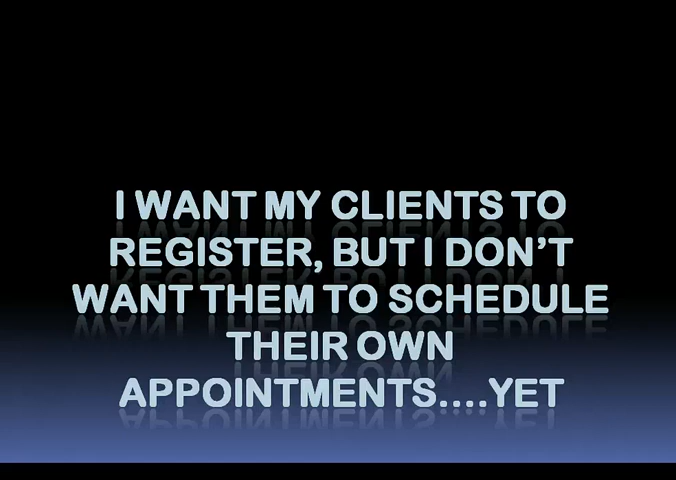 I WANT MY CLIENTS TO
REGISTER, BUT I DON’T
WANT THEM TO SCHEDULE
THEIR OWN
APPOINTMENTS....YET